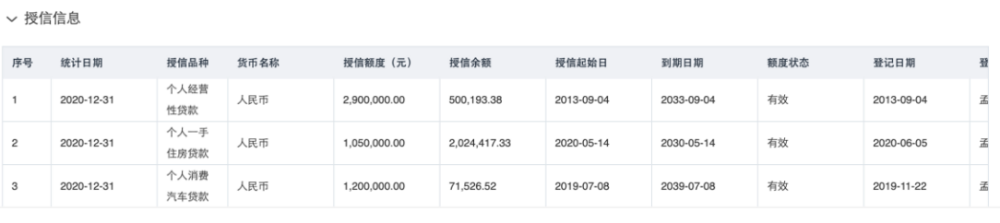 授信信息
序号 统计日期 授信品种 货币名称 授信额度（元） 授信余额 授信起始日 到期日期 额度状态 登记日期 登
1 2020-12-31 个人经营 人民币 2,900,000.00 500,193.38 2013-09-04 2033-09-04 有效 2013-09-04 孟
性贷款
2 2020-12-31 个人一手 人民币 1,050,000.00 2,024,417.33 2020-05-14 2030-05-14 有效 2020-06-05 孟
住房贷款
3 2020-12-31 个人消费 人民币 1,200,000.00 71,526.52 2019-07-08 2039-07-08 有效 2019-11-22 孟
汽车贷款